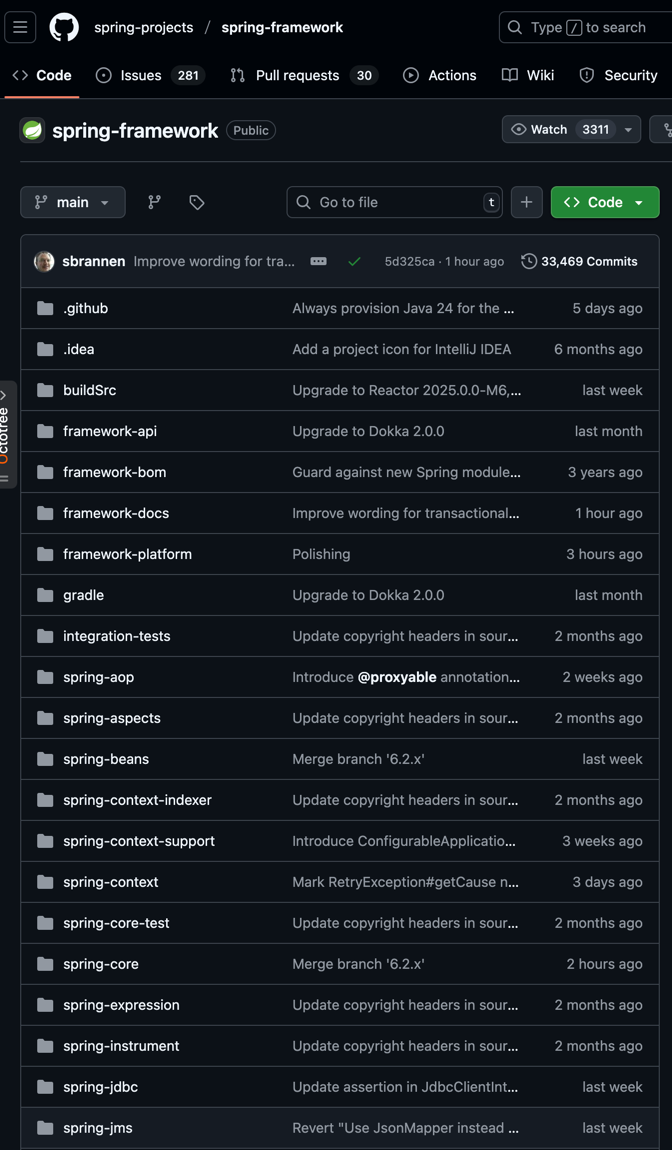 spring-projects / spring-framework Type / to search
Code Issues 281 Pull requests 30 Actions Wiki Security
spring-framework Public Watch 3311
main Go to file t + Code
sbrannen Improve wording for tra... 5d325ca · 1 hour ago 33,469 Commits
.github Always provision Java 24 for the ... 5 days ago
.idea Add a project icon for IntelliJ IDEA 6 months ago
buildSrc Upgrade to Reactor 2025.0.0-M6,... last week
Octotree
framework-api Upgrade to Dokka 2.0.0 last month
framework-bom Guard against new Spring module... 3 years ago
framework-docs Improve wording for transactional... 1 hour ago
framework-platform Polishing 3 hours ago
gradle Upgrade to Dokka 2.0.0 last month
integration-tests Update copyright headers in sour... 2 months ago
spring-aop Introduce @proxyable annotation... 2 weeks ago
spring-aspects Update copyright headers in sour... 2 months ago
spring-beans Merge branch '6.2.x' last week
spring-context-indexer Update copyright headers in sour... 2 months ago
spring-context-support Introduce ConfigurableApplicatio... 3 weeks ago
spring-context Mark RetryException#getCause n... 3 days ago
spring-core-test Update copyright headers in sour... 2 months ago
spring-core Merge branch '6.2.x' 2 hours ago
spring-expression Update copyright headers in sour... 2 months ago
spring-instrument Update copyright headers in sour... 2 months ago
spring-jdbc Update assertion in JdbcClientInt... last week
spring-jms Revert "Use JsonMapper instead ... last week